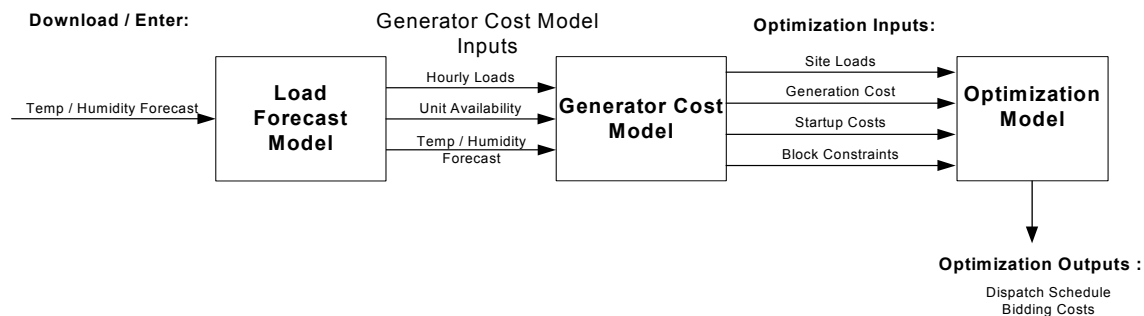 Download / Enter:
Generator Cost Model
Inputs
Optimization Inputs:
Temp / Humidity Forecast
Load
Forecast
Model
Hourly Loads
Unit Availability
Temp / Humidity
Forecast
Generator Cost
Model
Site Loads
Generation Cost
Startup Costs
Block Constraints
Optimization
Model
Optimization Outputs :
Dispatch Schedule
Bidding Costs